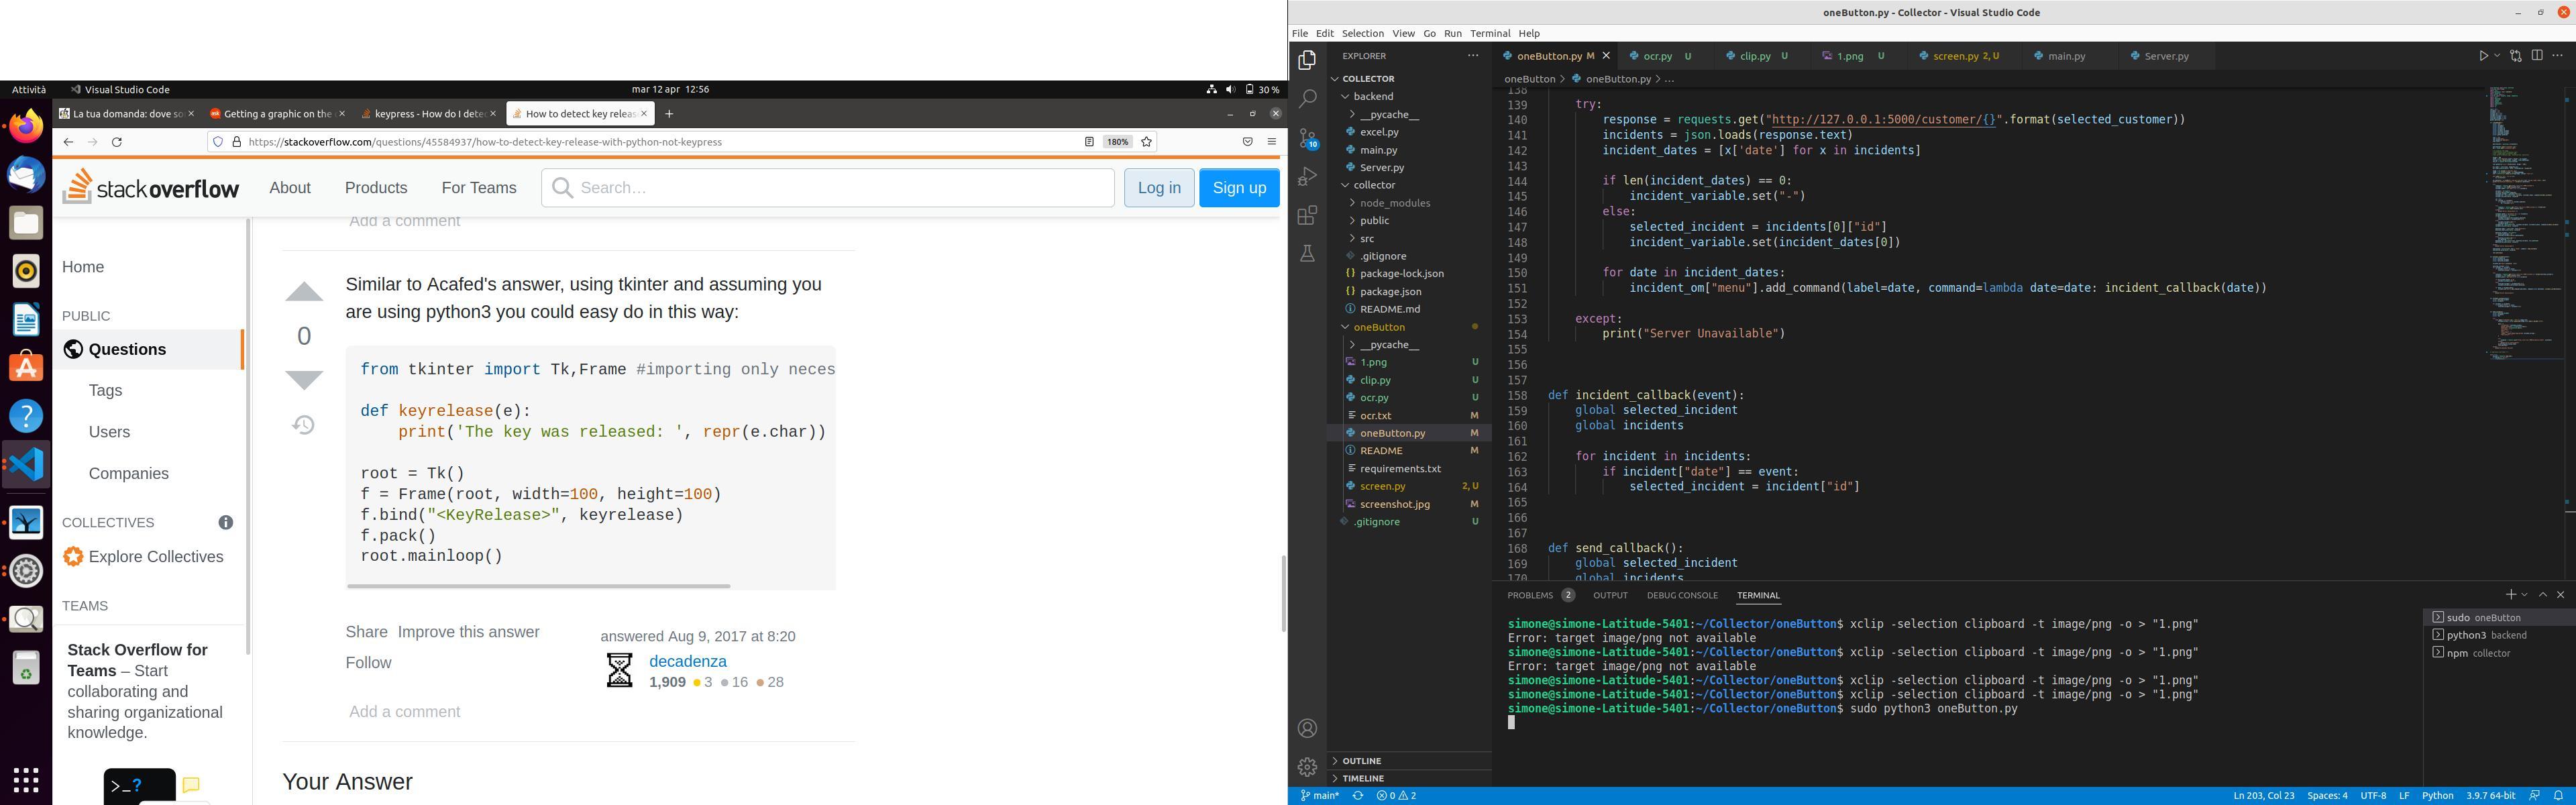 Attività
Visual Studio Code
mar 12 apr 12:56
30 %
La tua domanda: dove so
Getting a graphic on the
keypress - How do I detec
How to detect key releas
https://stackoverflow.com/questions/45584937/how-to-detect-key-release-with-python-not-keypress
180%
stackoverflow
About
Products
For Teams
Search…
Log in
Sign up
Home
PUBLIC
Questions
Tags
Users
Companies
COLLECTIVES
Explore Collectives
TEAMS
Stack Overflow for
Teams – Start
collaborating and
sharing organizational
knowledge.
Add a comment
Similar to Acafed's answer, using tkinter and assuming you
are using python3 you could easy do in this way:
0
from tkinter import Tk,Frame #importing only neces
def keyrelease(e):
    print('The key was released: ', repr(e.char))
root = Tk()
f = Frame(root, width=100, height=100)
f.bind("<KeyRelease>", keyrelease)
f.pack()
root.mainloop()
Share Improve this answer
Follow
answered Aug 9, 2017 at 8:20
decadenza
1,909 3 16 28
Add a comment
Your Answer
oneButton.py - Collector - Visual Studio Code
File Edit Selection View Go Run Terminal Help
EXPLORER
COLLECTOR
backend
__pycache__
excel.py
main.py
Server.py
collector
node_modules
public
src
.gitignore
package-lock.json
package.json
README.md
oneButton
__pycache__
1.png U
clip.py U
ocr.py U
ocr.txt M
oneButton.py M
README M
requirements.txt
screen.py 2, U
screenshot.jpg M
.gitignore U
OUTLINE
TIMELINE
10
oneButton.py M
ocr.py U
clip.py U
1.png U
screen.py 2, U
main.py
Server.py
oneButton > oneButton.py > ...
138
139 try:
140 response = requests.get("http://127.0.0.1:5000/customer/{}".format(selected_customer))
141 incidents = json.loads(response.text)
142 incident_dates = [x['date'] for x in incidents]
143
144 if len(incident_dates) == 0:
145 incident_variable.set("-")
146 else:
147 selected_incident = incidents[0]["id"]
148 incident_variable.set(incident_dates[0])
149
150 for date in incident_dates:
151 incident_om["menu"].add_command(label=date, command=lambda date=date: incident_callback(date))
152
153 except:
154 print("Server Unavailable")
155
156
157
158 def incident_callback(event):
159 global selected_incident
160 global incidents
161
162 for incident in incidents:
163 if incident["date"] == event:
164 selected_incident = incident["id"]
165
166
167
168 def send_callback():
169 global selected_incident
170 global incidents
PROBLEMS 2 OUTPUT DEBUG CONSOLE TERMINAL
simone@simone-Latitude-5401:~/Collector/oneButton$ xclip -selection clipboard -t image/png -o > "1.png"
Error: target image/png not available
simone@simone-Latitude-5401:~/Collector/oneButton$ xclip -selection clipboard -t image/png -o > "1.png"
Error: target image/png not available
simone@simone-Latitude-5401:~/Collector/oneButton$ xclip -selection clipboard -t image/png -o > "1.png"
simone@simone-Latitude-5401:~/Collector/oneButton$ xclip -selection clipboard -t image/png -o > "1.png"
simone@simone-Latitude-5401:~/Collector/oneButton$ sudo python3 oneButton.py
sudo oneButton
python3 backend
npm collector
main*
0 2
Ln 203, Col 23
Spaces: 4
UTF-8
LF
Python
3.9.7 64-bit